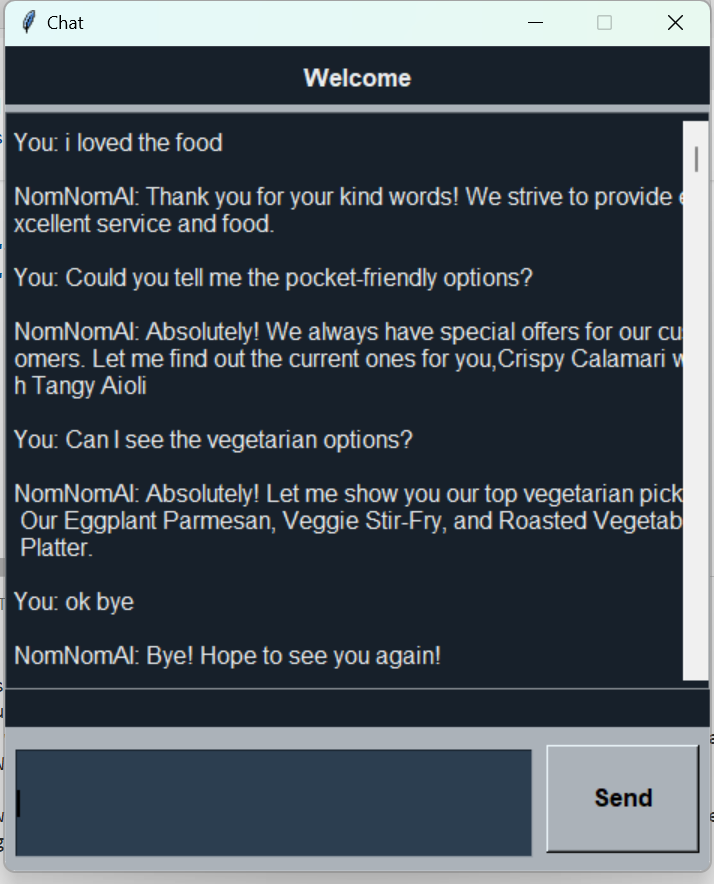 Chat
Welcome
You: i loved the food
NomNomAI: Thank you for your kind words! We strive to provide e
xcellent service and food.
You: Could you tell me the pocket-friendly options?
NomNomAI: Absolutely! We always have special offers for our cus
omers. Let me find out the current ones for you,Crispy Calamari w
h Tangy Aioli
You: Can I see the vegetarian options?
NomNomAI: Absolutely! Let me show you our top vegetarian pick
Our Eggplant Parmesan, Veggie Stir-Fry, and Roasted Vegetab
Platter.
You: ok bye
NomNomAI: Bye! Hope to see you again!
Send